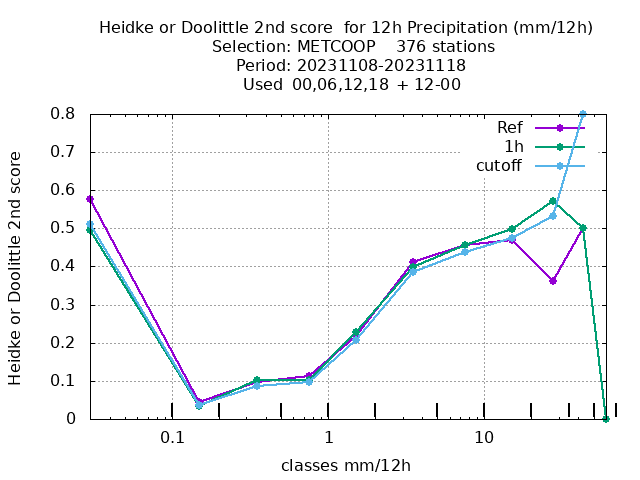 Heidke or Doolittle 2nd score  for 12h Precipitation (mm/12h)
Selection: METCOOP    376 stations
Period: 20231108-20231118
Used  00,06,12,18  + 12-00
Ref
1h
cutoff
Heidke or Doolittle 2nd score
0.8
0.7
0.6
0.5
0.4
0.3
0.2
0.1
0
0.1 1 10
classes mm/12h